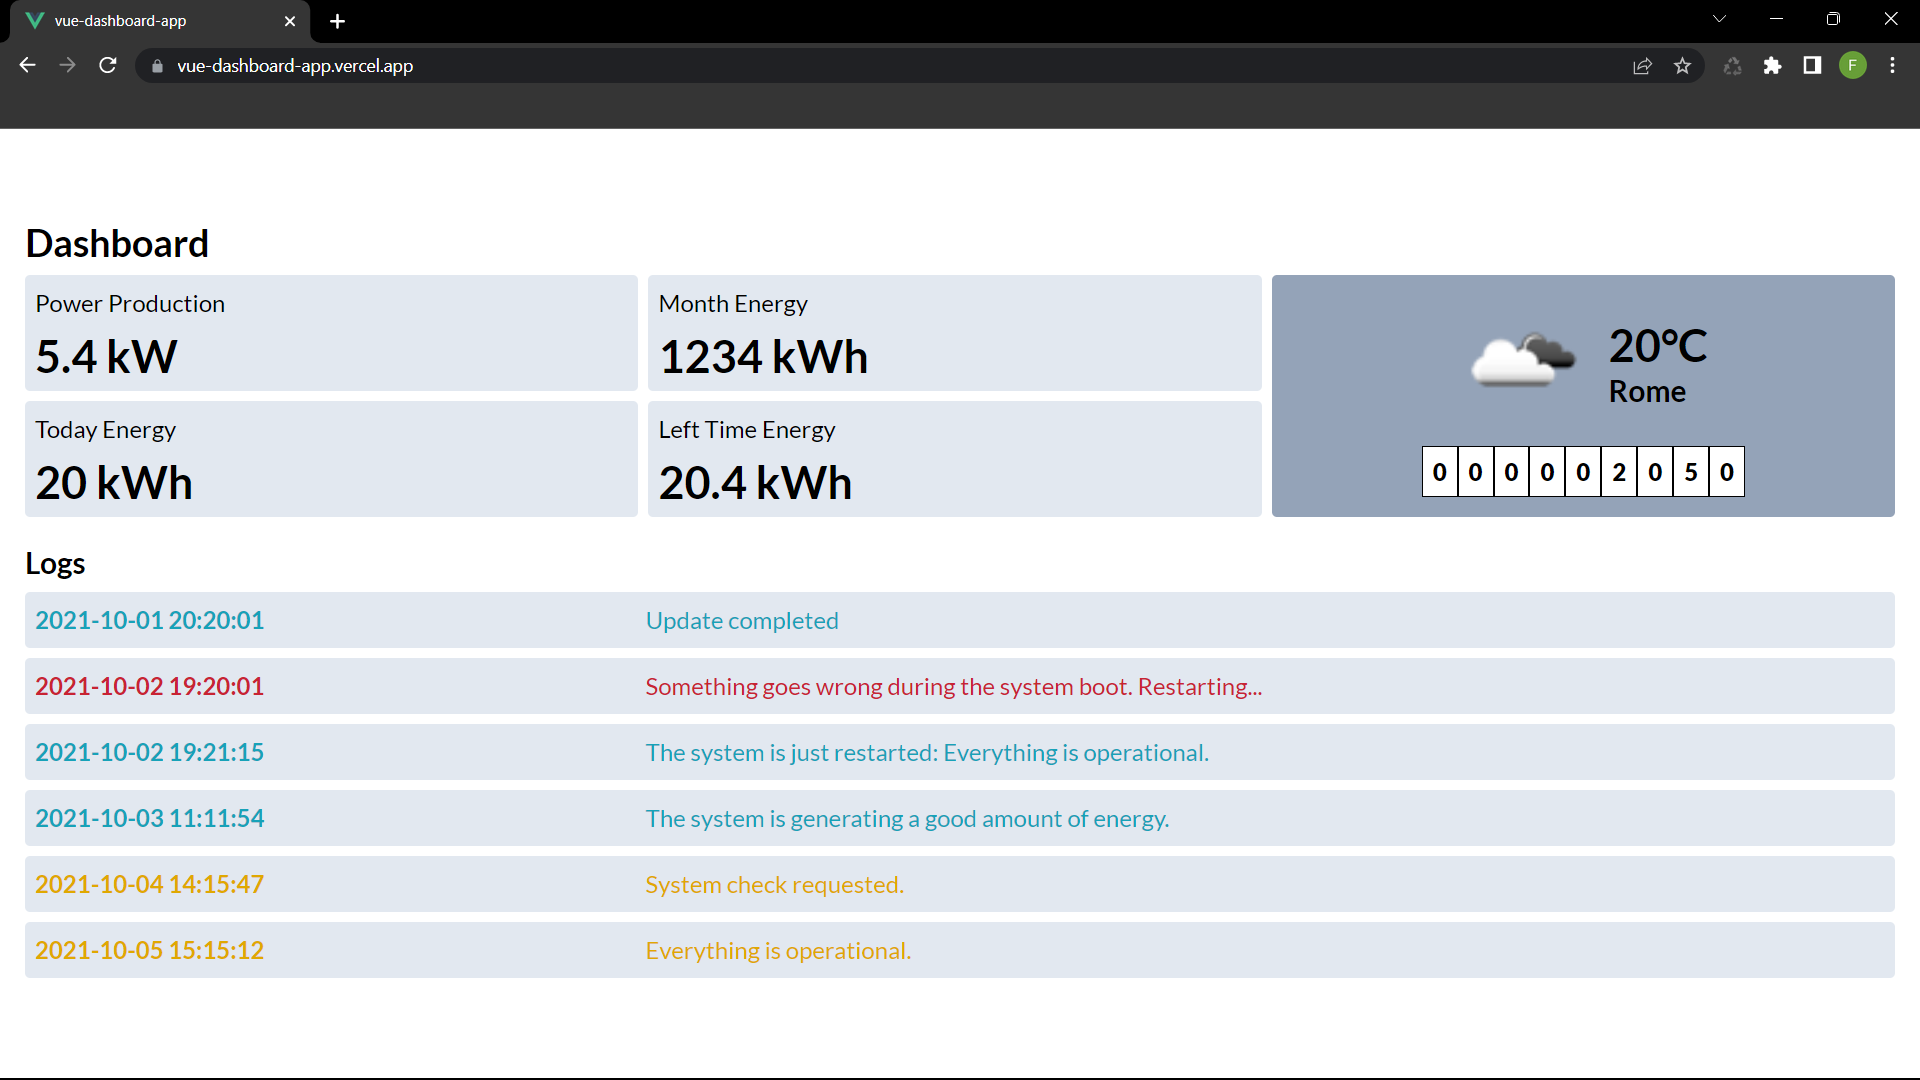 vue-dashboard-app
vue-dashboard-app.vercel.app
F
Dashboard
Power Production
5.4 kW
Month Energy
1234 kWh
Today Energy
20 kWh
Left Time Energy
20.4 kWh
20°C
Rome
0 0 0 0 0 2 0 5 0
Logs
2021-10-01 20:20:01 Update completed
2021-10-02 19:20:01 Something goes wrong during the system boot. Restarting...
2021-10-02 19:21:15 The system is just restarted: Everything is operational.
2021-10-03 11:11:54 The system is generating a good amount of energy.
2021-10-04 14:15:47 System check requested.
2021-10-05 15:15:12 Everything is operational.